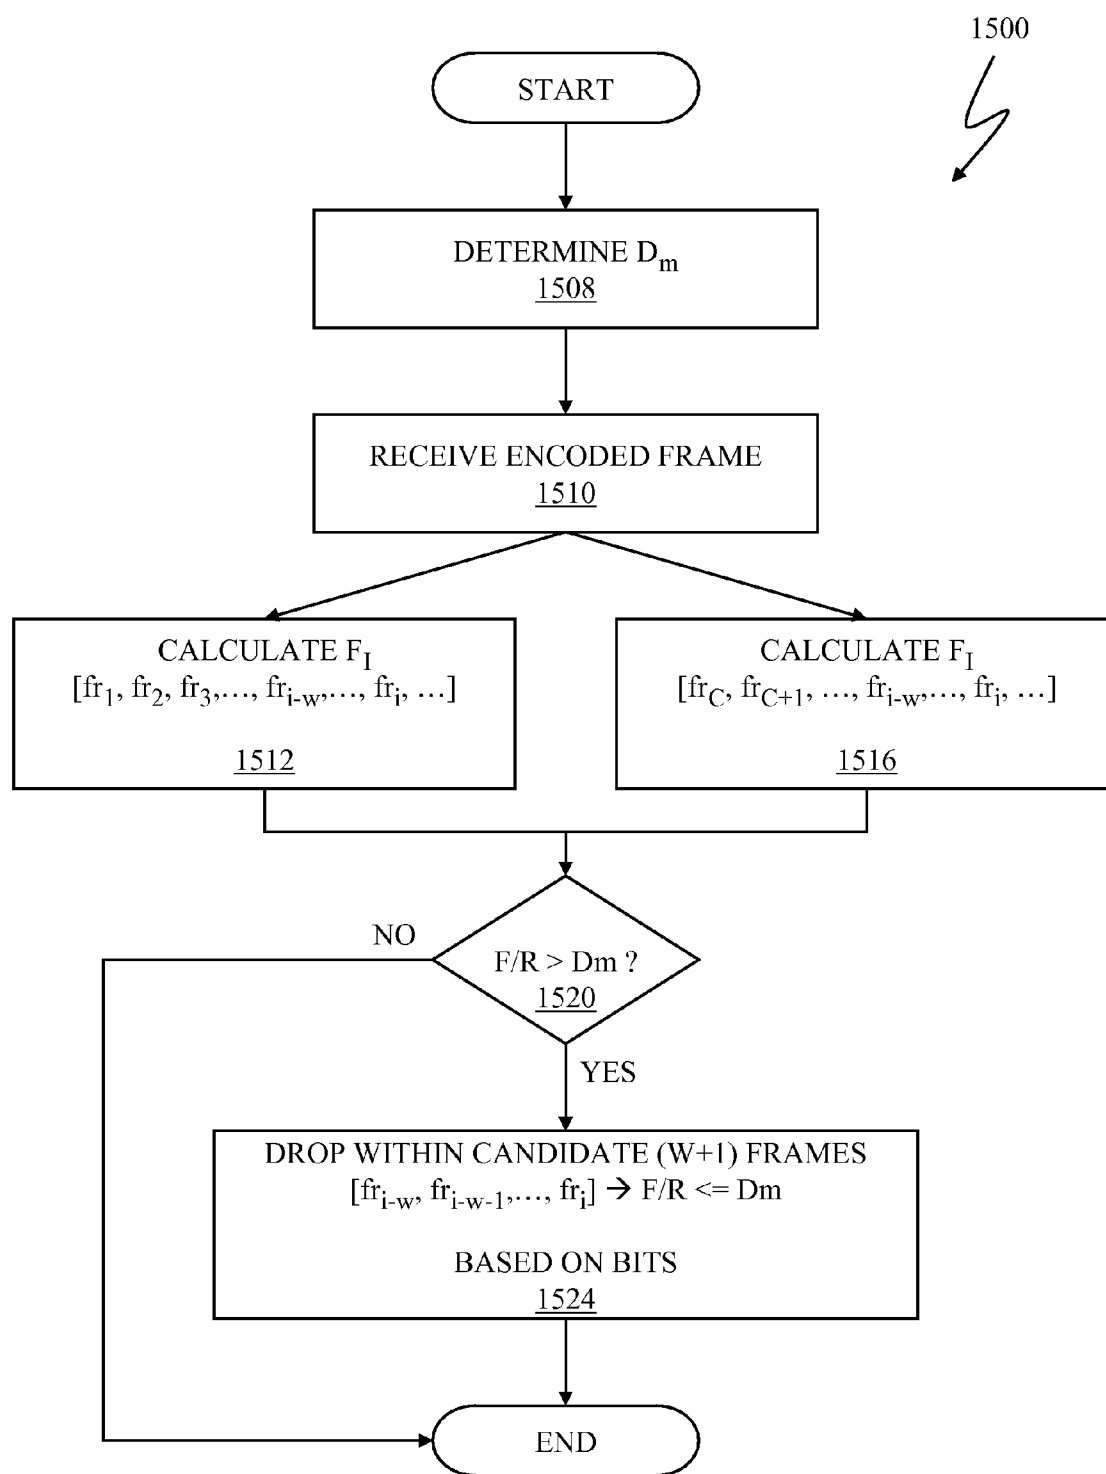 1500
START
DETERMINE Dm
1508
RECEIVE ENCODED FRAME
1510
CALCULATE FI
[fr1, fr2, fr3,…, fri-w,…, fri, …]
1512
CALCULATE FI
[frC, frC+1, …, fri-w,…, fri, …]
1516
NO
F/R > Dm ?
1520
YES
DROP WITHIN CANDIDATE (W+1) FRAMES
[fri-w, fri-w-1,…, fri] → F/R <= Dm
BASED ON BITS
1524
END